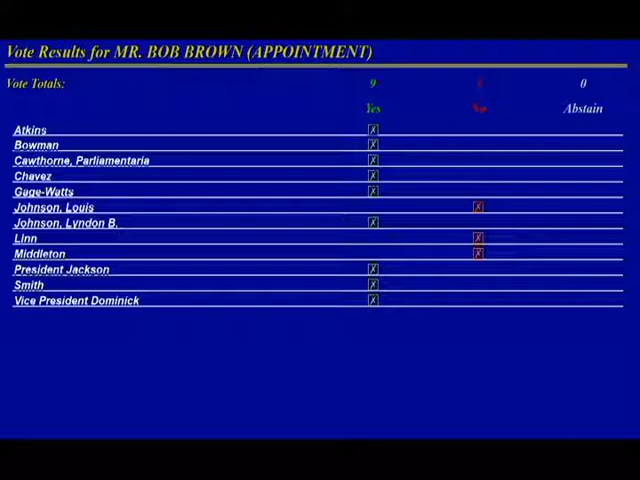 Vote Results for MR. BOB BROWN (APPOINTMENT)
Vote Totals: 9 0
Yes Abstain
Atkins
Bowman
Cawthorne, Parliamentaria
Chavez
Gage-Watts
Johnson, Louis
Johnson, Lyndon B.
Linn
Middleton
President Jackson
Smith
Vice President Dominick